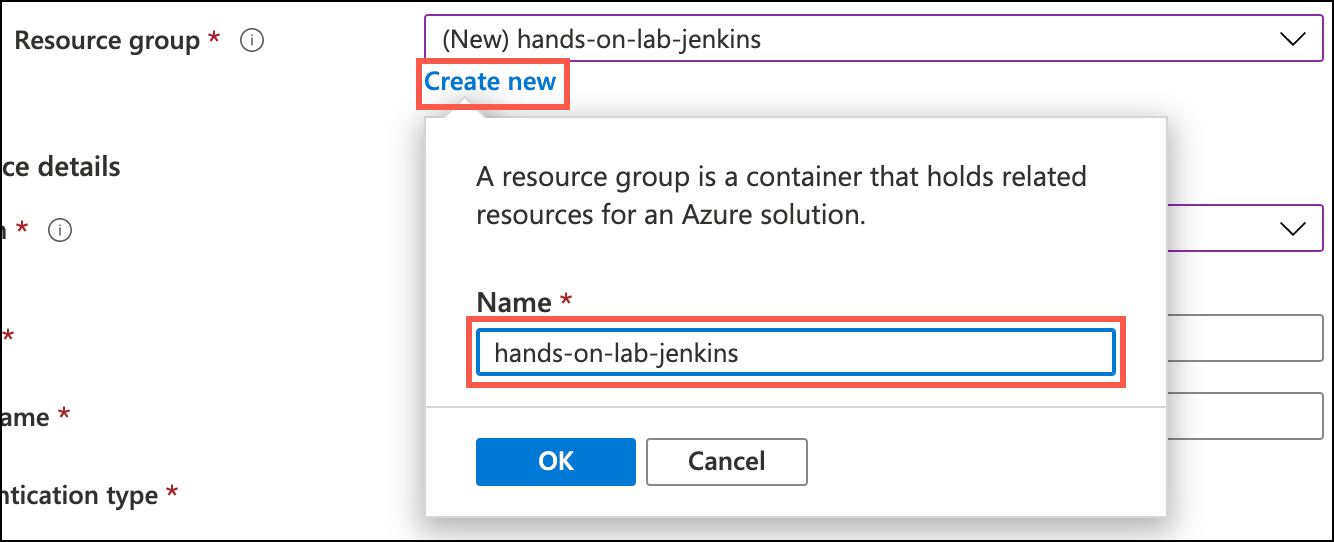 Resource group *
(New) hands-on-lab-jenkins
Create new
A resource group is a container that holds related
resources for an Azure solution.
Name *
hands-on-lab-jenkins
OK
Cancel
ce details
*
*
ame *
ntication type *